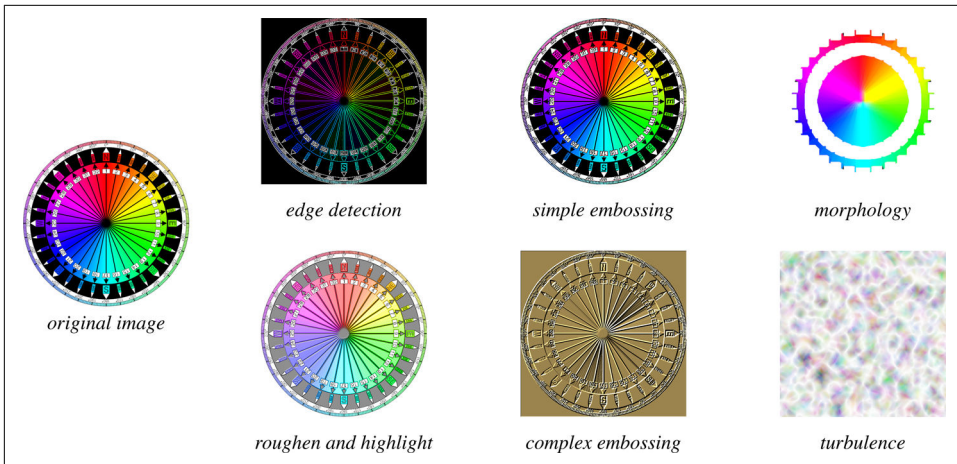 edge detection
simple embossing
morphology
original image
roughen and highlight
complex embossing
turbulence